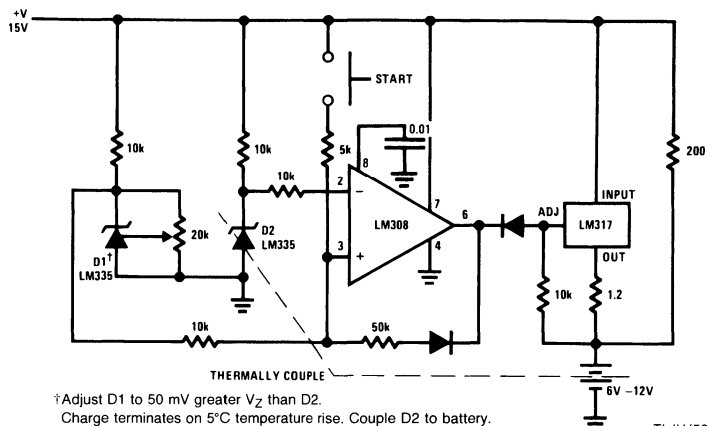 +V
15V
START
10k
10k
5k
0.01
8
200
10k
2
−
7
6
ADJ
INPUT
LM317
OUT
LM308
D1†
LM335
20k
D2
LM335
3
+
4
10k
1.2
10k
50k
THERMALLY COUPLE
6V –12V
†Adjust D1 to 50 mV greater VZ than D2.
Charge terminates on 5°C temperature rise. Couple D2 to battery.